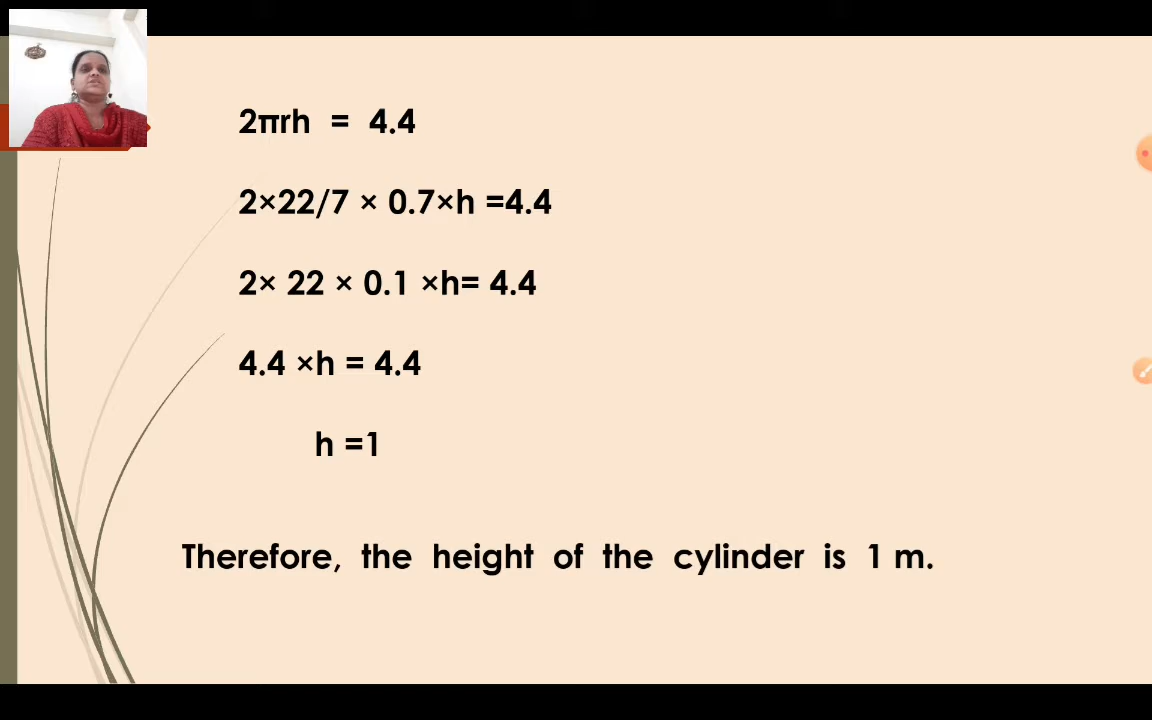 2πrh = 4.4
2×22/7 × 0.7×h =4.4
2× 22 × 0.1 ×h= 4.4
4.4 ×h = 4.4
h =1
Therefore, the height of the cylinder is 1 m.